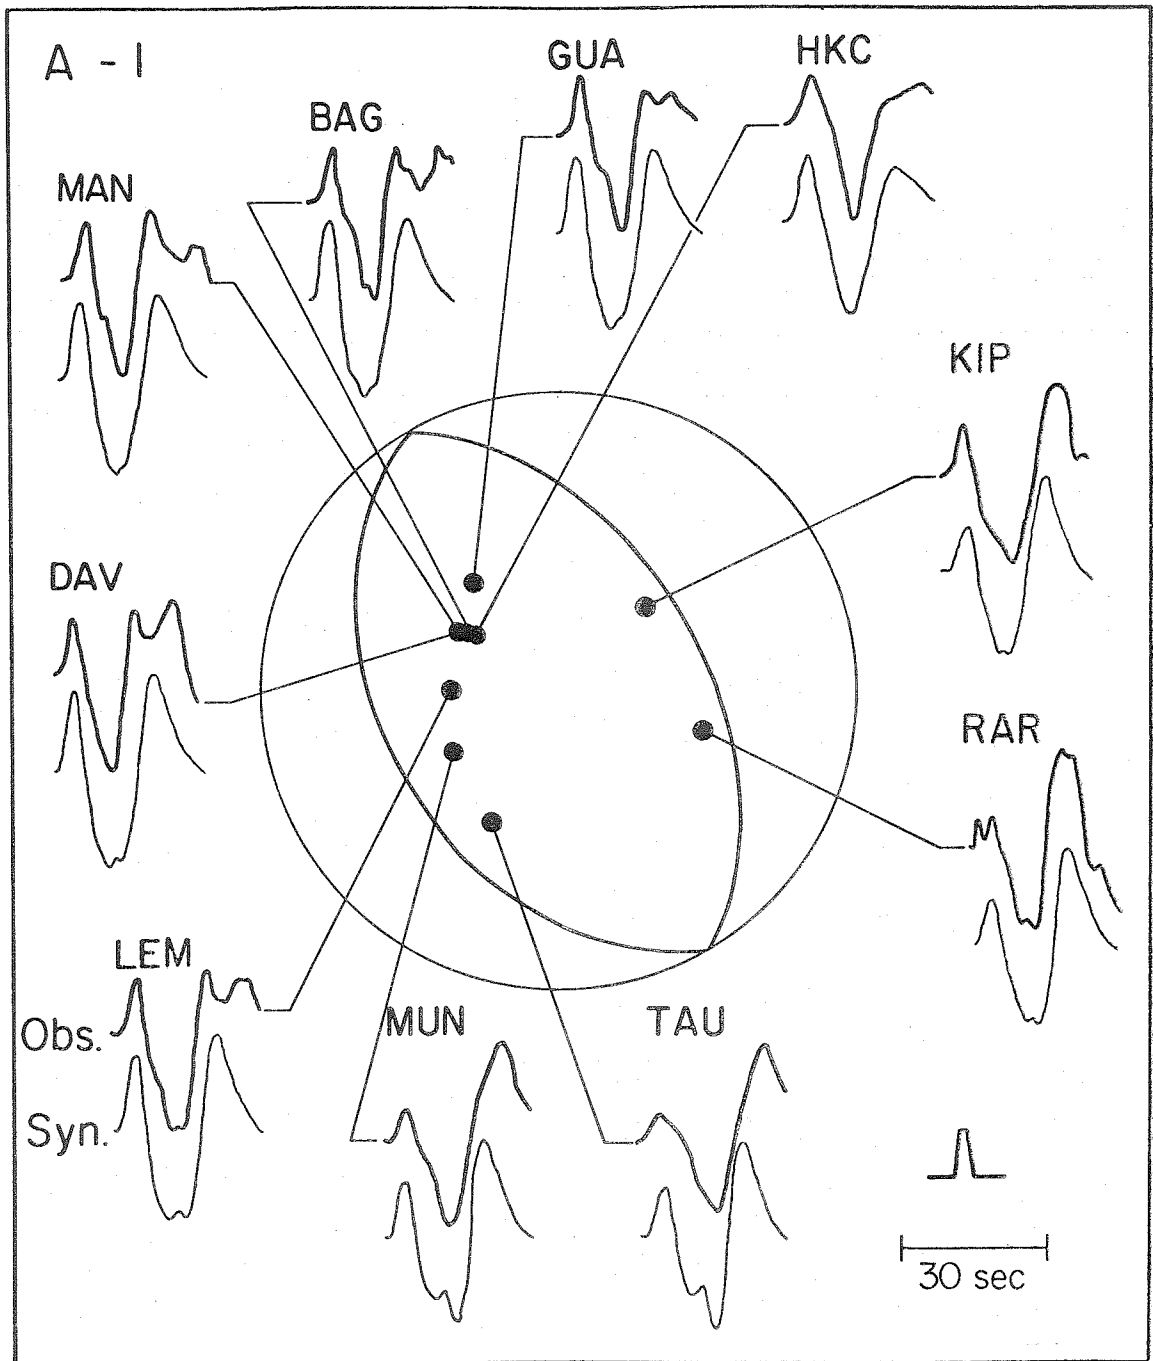 A - I
GUA
HKC
BAG
MAN
KIP
DAV
RAR
LEM
MUN
TAU
Obs.
Syn.
30 sec